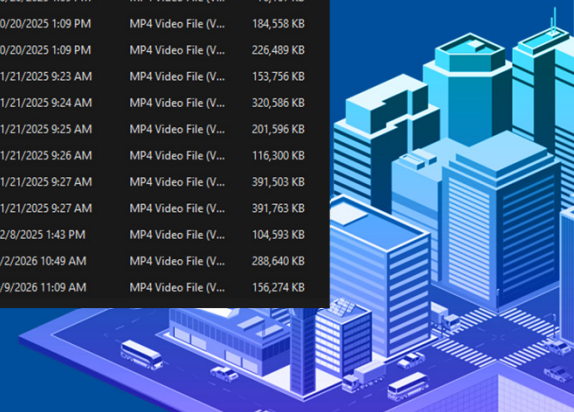 0/20/2025 1:09 PM MP4 Video File (V... 184,558 KB
0/20/2025 1:09 PM MP4 Video File (V... 226,489 KB
1/21/2025 9:23 AM MP4 Video File (V... 153,756 KB
1/21/2025 9:24 AM MP4 Video File (V... 320,586 KB
1/21/2025 9:25 AM MP4 Video File (V... 201,596 KB
1/21/2025 9:26 AM MP4 Video File (V... 116,300 KB
1/21/2025 9:27 AM MP4 Video File (V... 391,503 KB
1/21/2025 9:27 AM MP4 Video File (V... 391,763 KB
2/8/2025 1:43 PM MP4 Video File (V... 104,593 KB
/2/2026 10:49 AM MP4 Video File (V... 288,640 KB
/9/2026 11:09 AM MP4 Video File (V... 156,274 KB